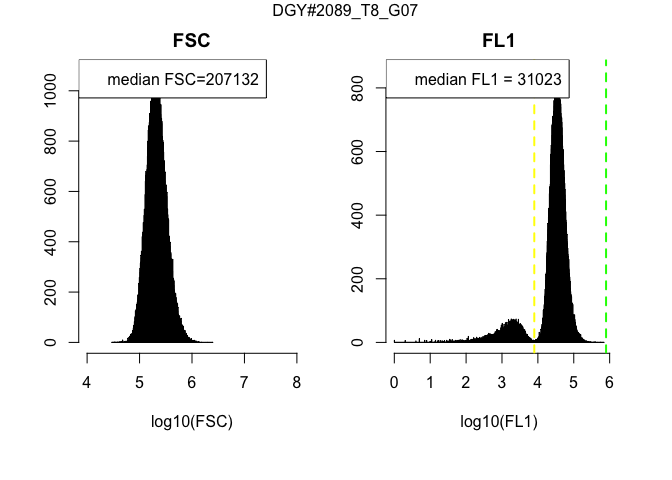 DGY#2089_T8_G07
FSC
FL1
median FSC=207132
median FL1 = 31023
1000
800
600
400
200
0
800
600
400
200
0
4 5 6 7 8
0 1 2 3 4 5 6
log10(FSC)
log10(FL1)